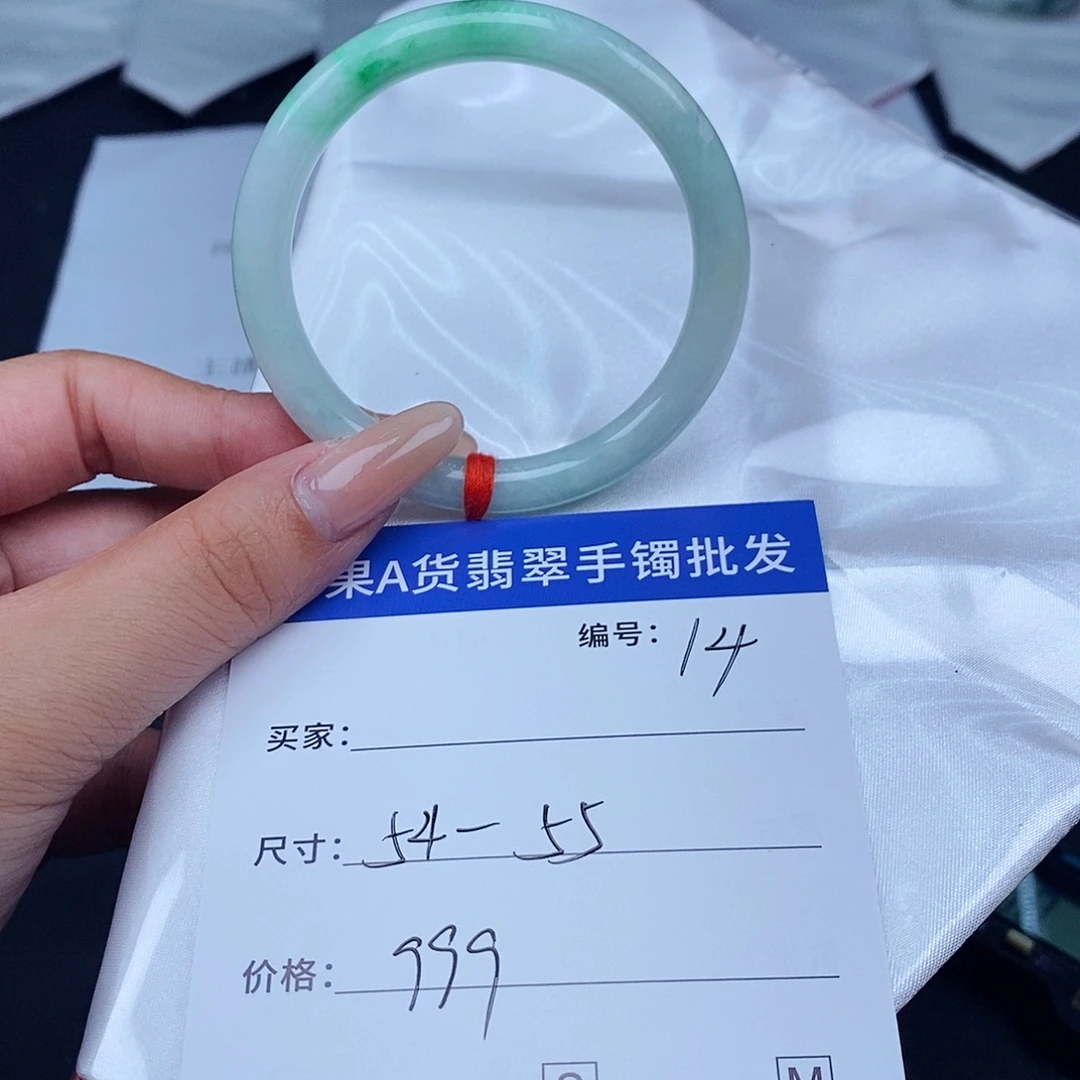 果A货翡翠手镯批发
编号：14
买家：
尺寸：54-55
价格：999
M